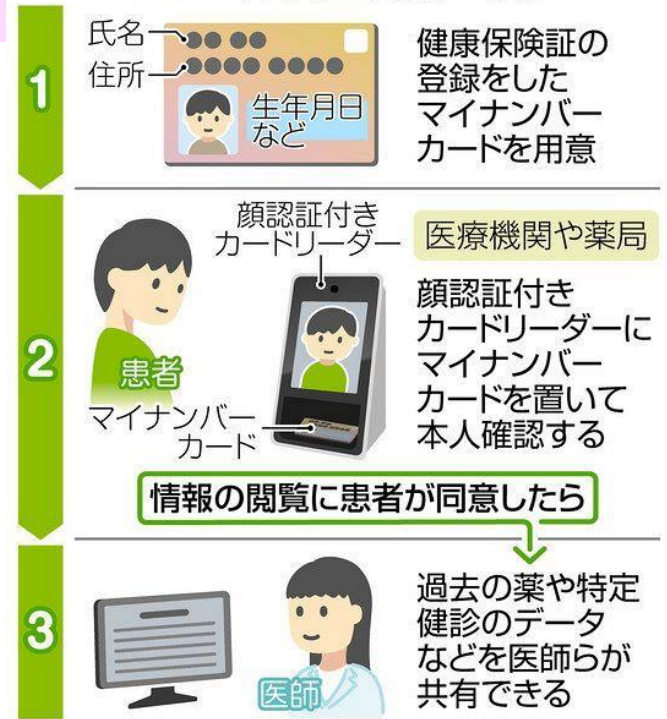 1
氏名
住所
生年月日
など
健康保険証の
登録をした
マイナンバー
カードを用意
2
顔認証付き
カードリーダー
患者
マイナンバー
カード
医療機関や薬局
顔認証付き
カードリーダーに
マイナンバー
カードを置いて
本人確認する
情報の閲覧に患者が同意したら
3
医師
過去の薬や特定
健診のデータ
などを医師らが
共有できる